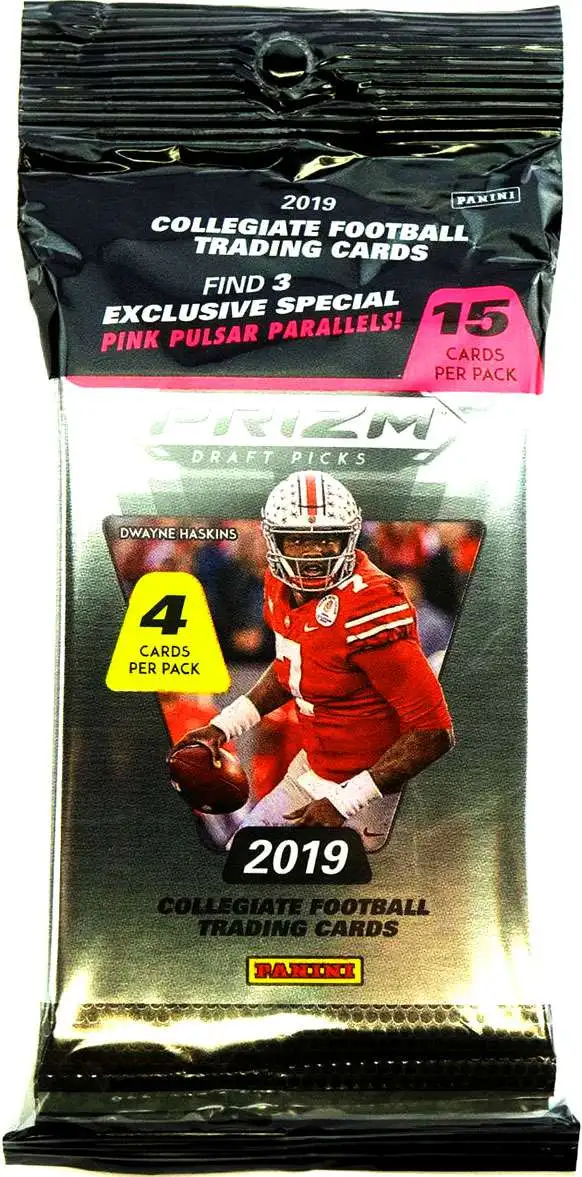 2019
PANINI
COLLEGIATE FOOTBALL
TRADING CARDS
FIND 3
EXCLUSIVE SPECIAL
PINK PULSAR PARALLELS!
15
CARDS
PER PACK
PRIZM
DRAFT PICKS
DWAYNE HASKINS
4
CARDS
PER PACK
7
7
2019
COLLEGIATE FOOTBALL
TRADING CARDS
PANINI